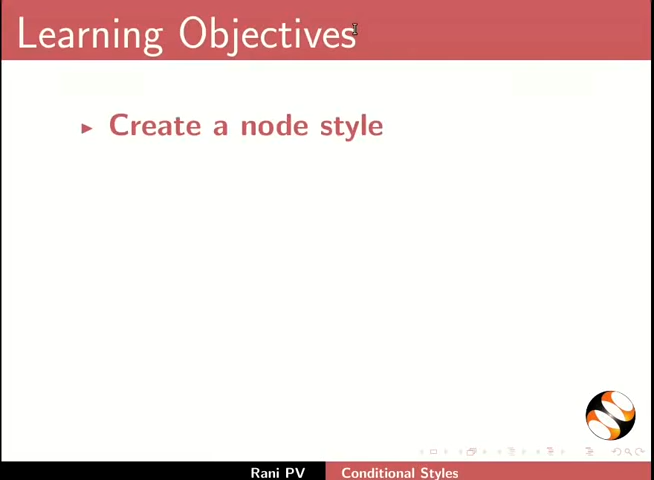 Learning Objectives
Create a node style
Rani PV
Conditional Styles